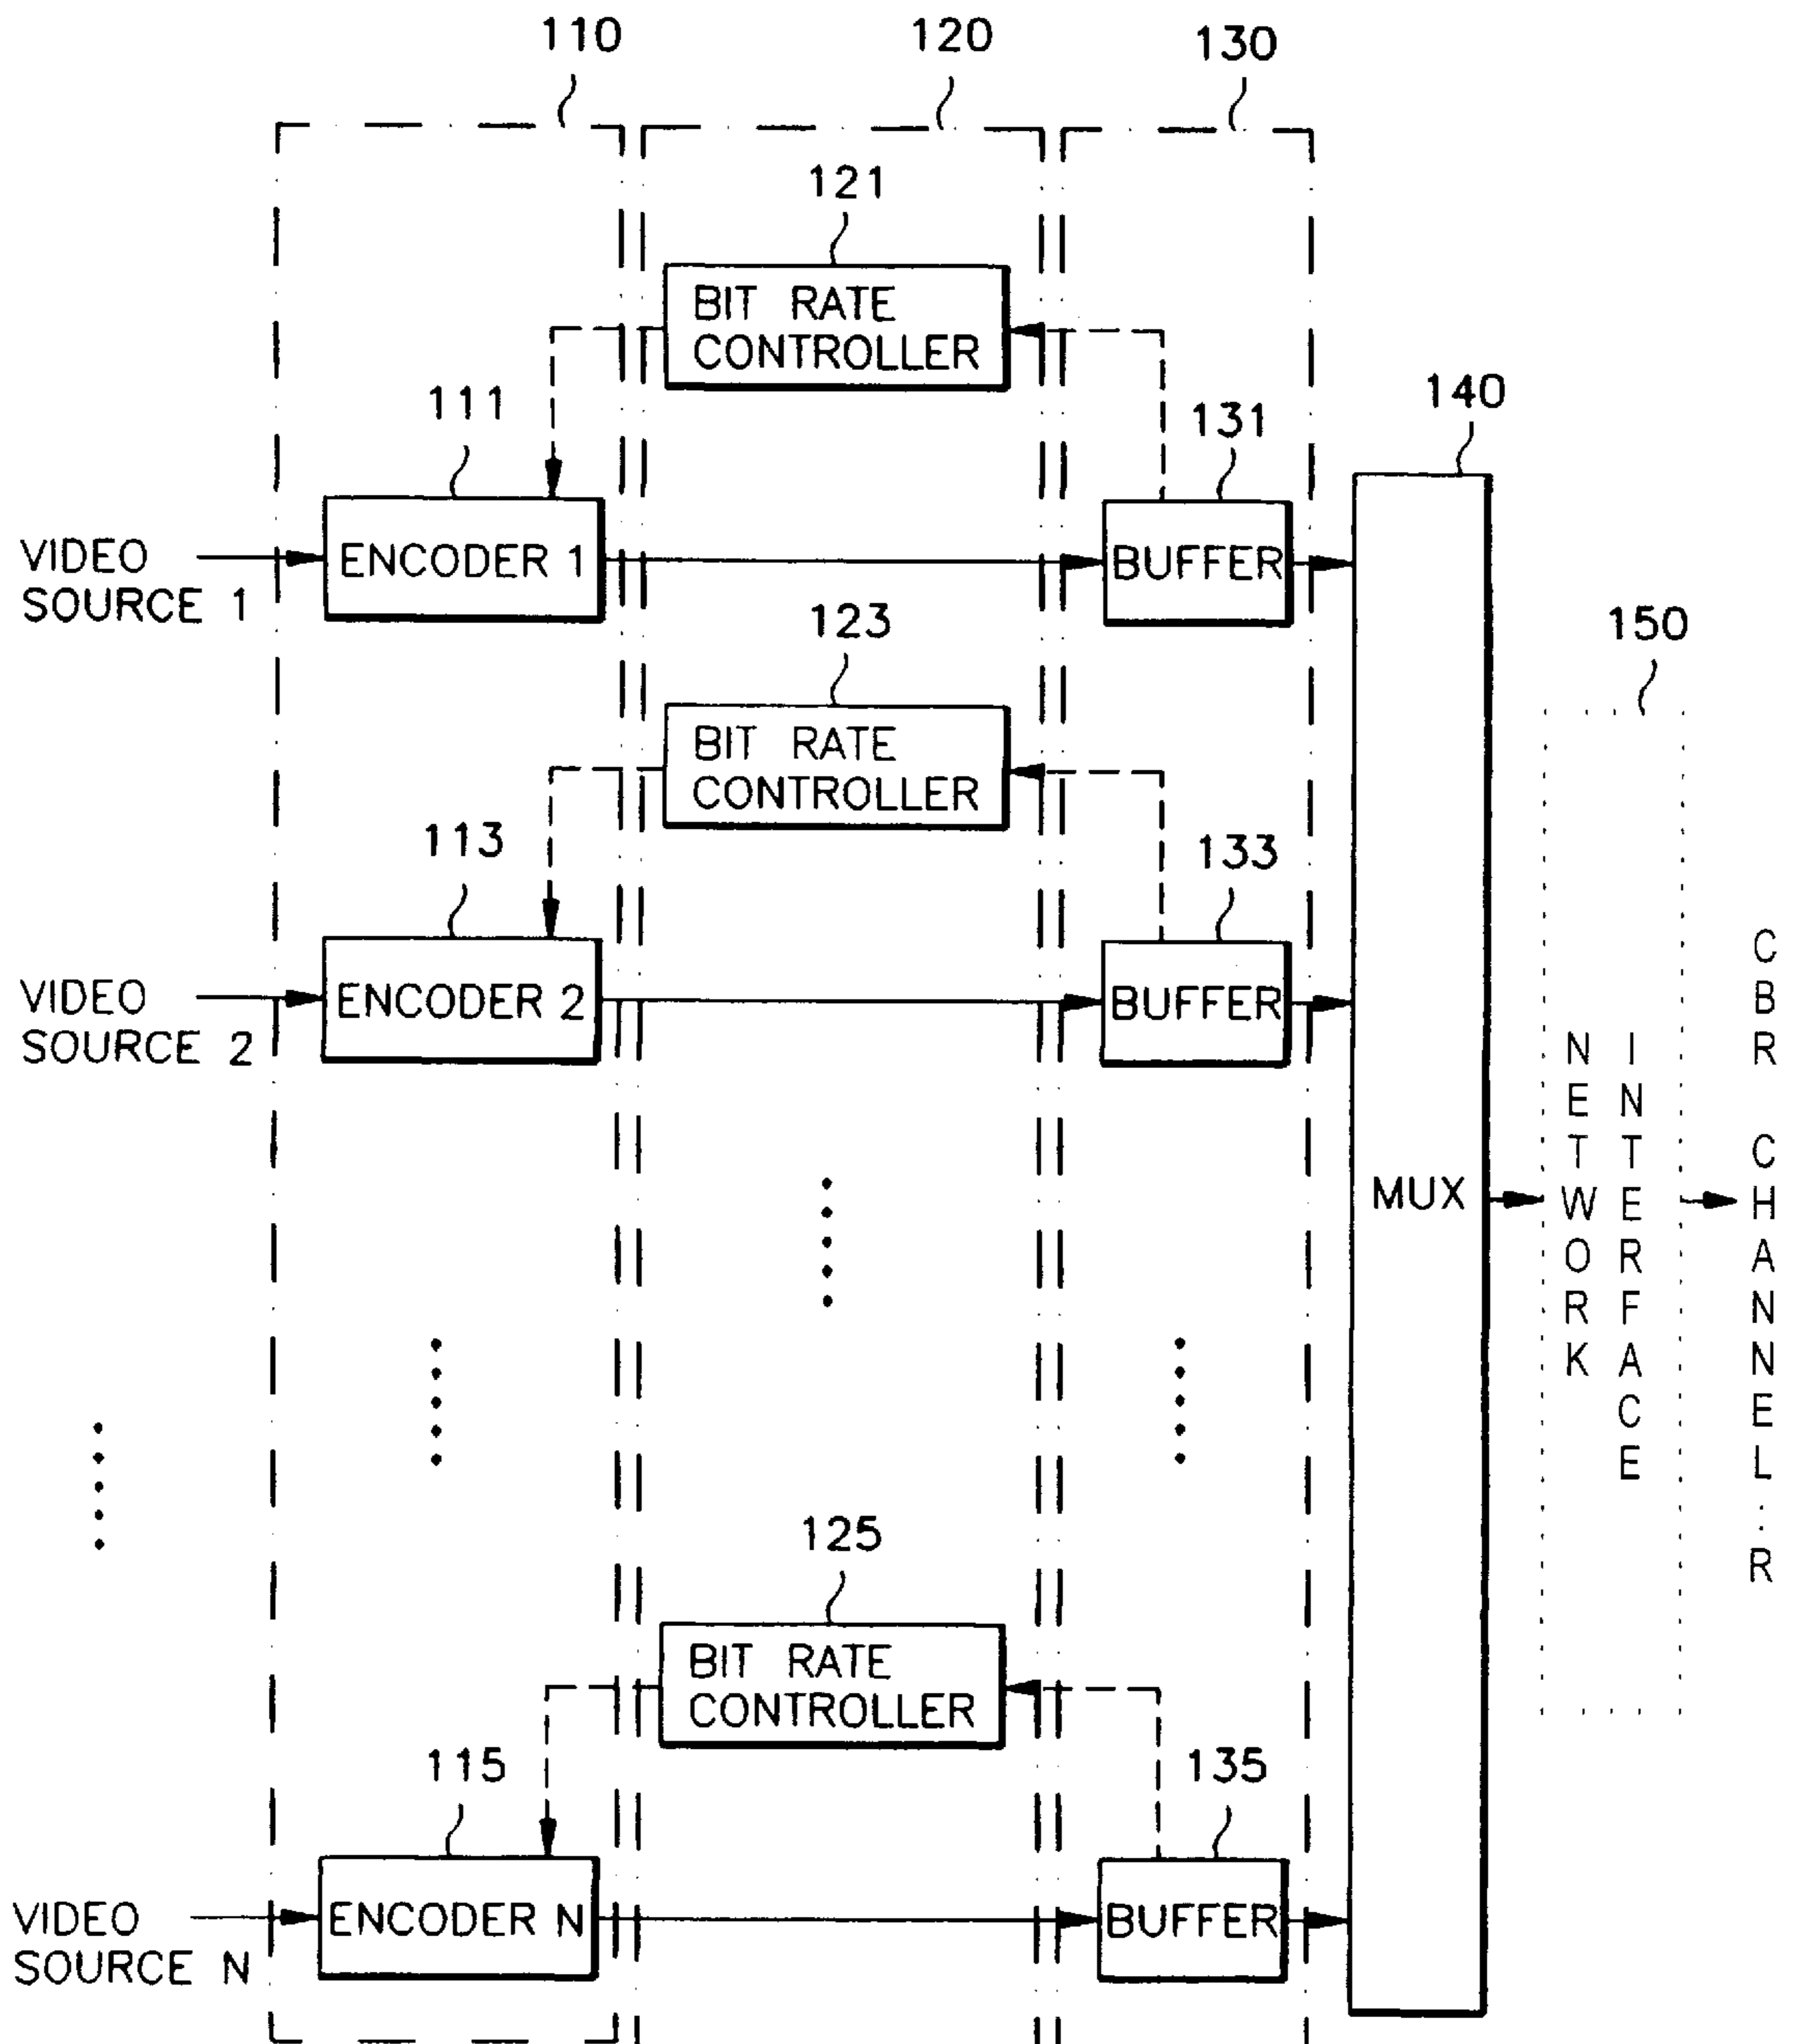 110
120
130
121
BIT RATE
CONTROLLER
111
131
140
VIDEO
SOURCE 1
ENCODER 1
BUFFER
123
150
BIT RATE
CONTROLLER
113
133
VIDEO
SOURCE 2
ENCODER 2
BUFFER
MUX
NETWORK
INTERFACE
CBR CHANNEL:R
125
BIT RATE
CONTROLLER
115
135
VIDEO
SOURCE N
ENCODER N
BUFFER